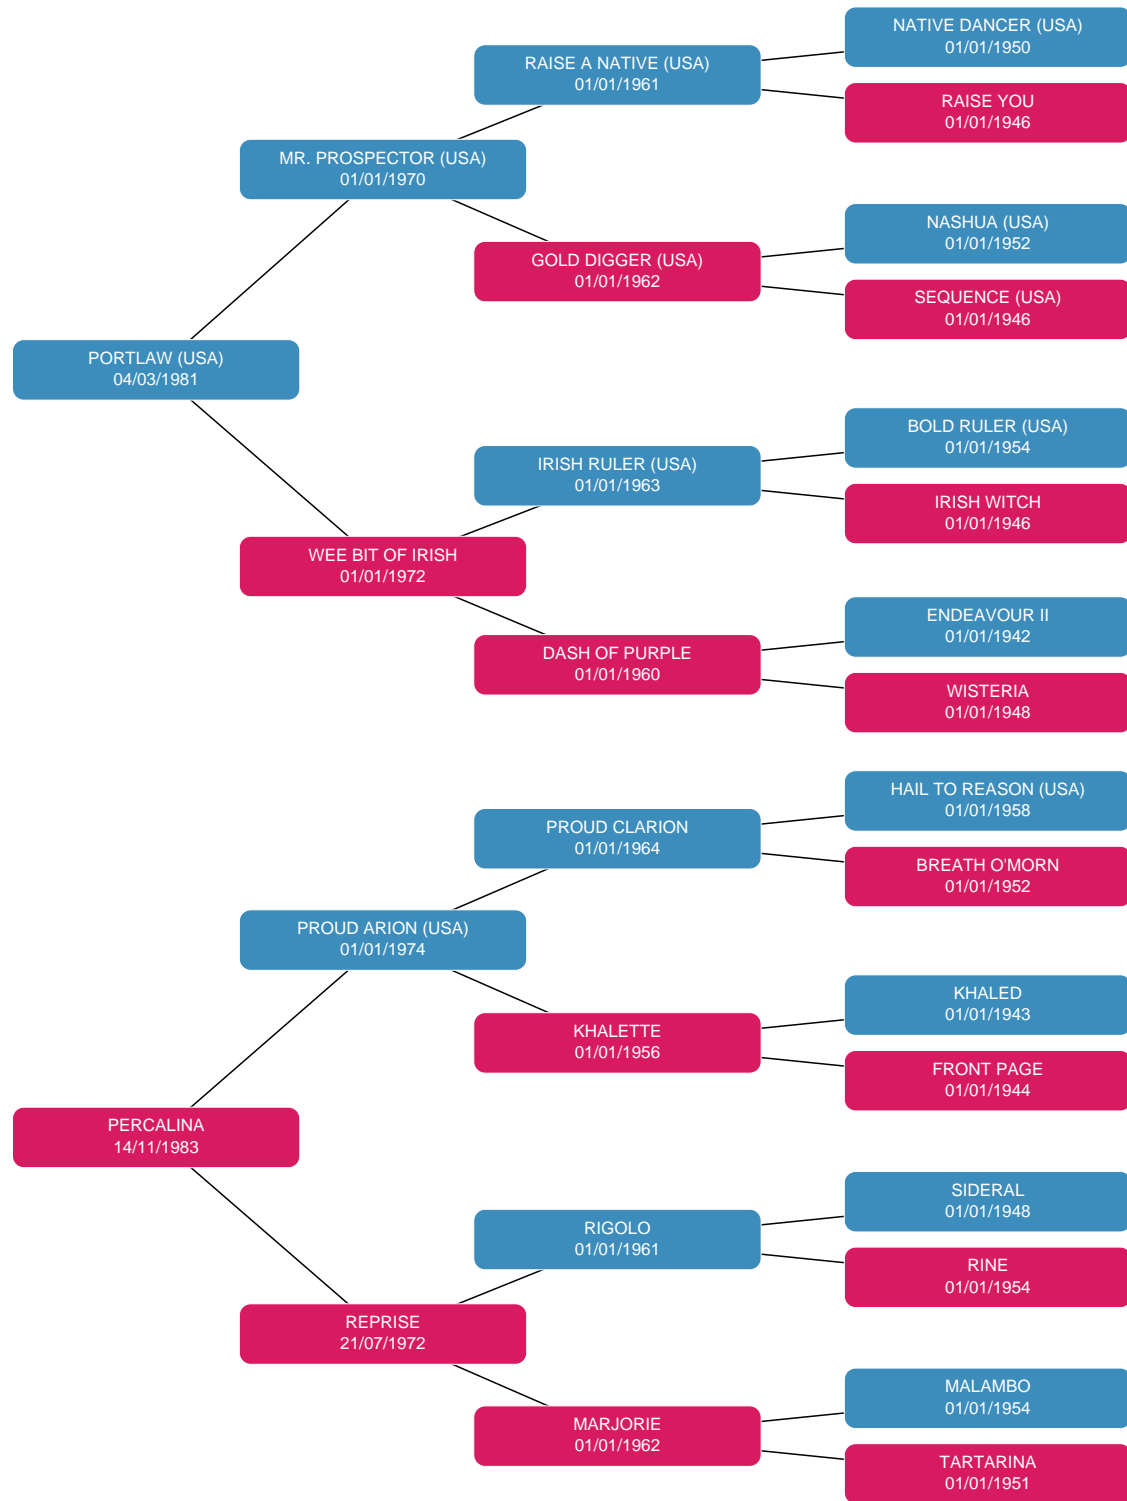 NATIVE DANCER (USA)
01/01/1950
RAISE A NATIVE (USA)
01/01/1961
RAISE YOU
01/01/1946
MR. PROSPECTOR (USA)
01/01/1970
NASHUA (USA)
01/01/1952
GOLD DIGGER (USA)
01/01/1962
SEQUENCE (USA)
01/01/1946
PORTLAW (USA)
04/03/1981
BOLD RULER (USA)
01/01/1954
IRISH RULER (USA)
01/01/1963
IRISH WITCH
01/01/1946
WEE BIT OF IRISH
01/01/1972
ENDEAVOUR II
01/01/1942
DASH OF PURPLE
01/01/1960
WISTERIA
01/01/1948
HAIL TO REASON (USA)
01/01/1958
PROUD CLARION
01/01/1964
BREATH O'MORN
01/01/1952
PROUD ARION (USA)
01/01/1974
KHALED
01/01/1943
KHALETTE
01/01/1956
FRONT PAGE
01/01/1944
PERCALINA
14/11/1983
SIDERAL
01/01/1948
RIGOLO
01/01/1961
RINE
01/01/1954
REPRISE
21/07/1972
MALAMBO
01/01/1954
MARJORIE
01/01/1962
TARTARINA
01/01/1951